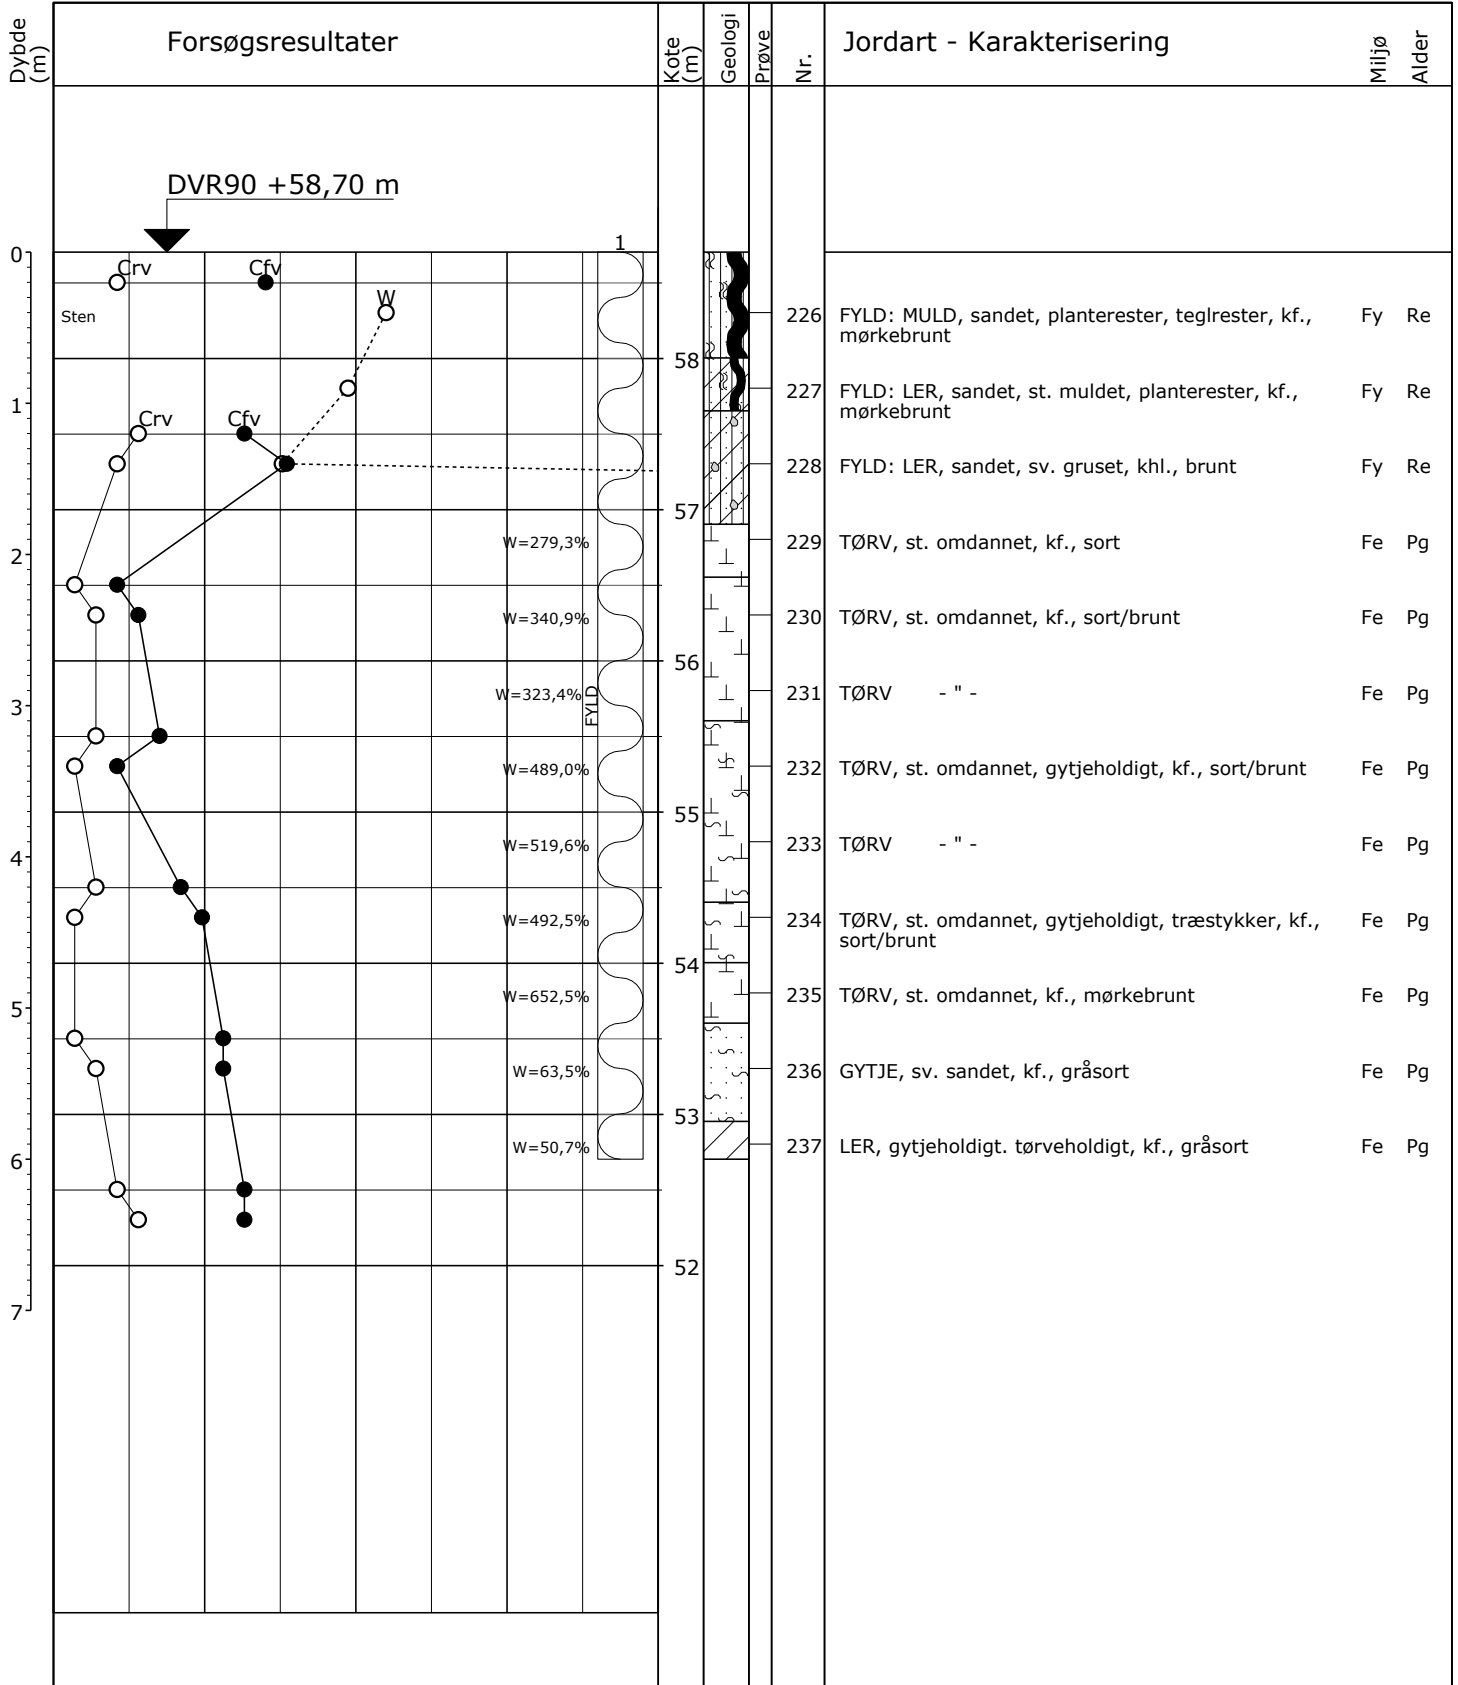 Dybde (m)
Forsøgsresultater
Kote (m)
Geologi
Prøve
Nr.
Jordart - Karakterisering
Miljø
Alder
DVR90 +58,70 m
0
1
Crv
Cfv
W
Sten
226
FYLD: MULD, sandet, planterester, teglrester, kf.,
mørkebrunt
Fy
Re
58
227
FYLD: LER, sandet, st. muldet, planterester, kf.,
mørkebrunt
Fy
Re
1
Crv
Cfv
228
FYLD: LER, sandet, sv. gruset, khl., brunt
Fy
Re
57
2
W=279,3%
229
TØRV, st. omdannet, kf., sort
Fe
Pg
W=340,9%
230
TØRV, st. omdannet, kf., sort/brunt
Fe
Pg
56
W=323,4%
FYLD
231
TØRV - " -
Fe
Pg
3
W=489,0%
232
TØRV, st. omdannet, gytjeholdigt, kf., sort/brunt
Fe
Pg
55
W=519,6%
233
TØRV - " -
Fe
Pg
4
W=492,5%
234
TØRV, st. omdannet, gytjeholdigt, træstykker, kf.,
sort/brunt
Fe
Pg
54
W=652,5%
235
TØRV, st. omdannet, kf., mørkebrunt
Fe
Pg
5
W=63,5%
236
GYTJE, sv. sandet, kf., gråsort
Fe
Pg
53
W=50,7%
237
LER, gytjeholdigt. tørveholdigt, kf., gråsort
Fe
Pg
6
52
7